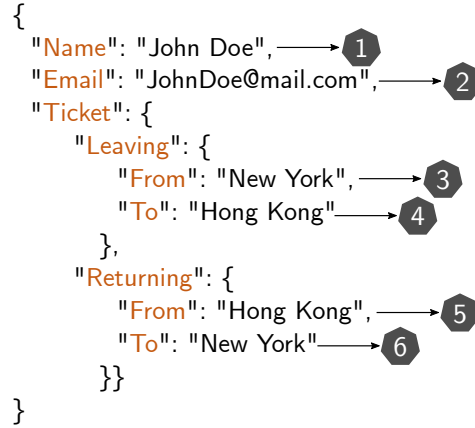 {
"Name": "John Doe", 1
"Email": "JohnDoe@mail.com", 2
"Ticket": {
"Leaving": {
"From": "New York", 3
"To": "Hong Kong" 4
},
"Returning": {
"From": "Hong Kong", 5
"To": "New York" 6
}}
}